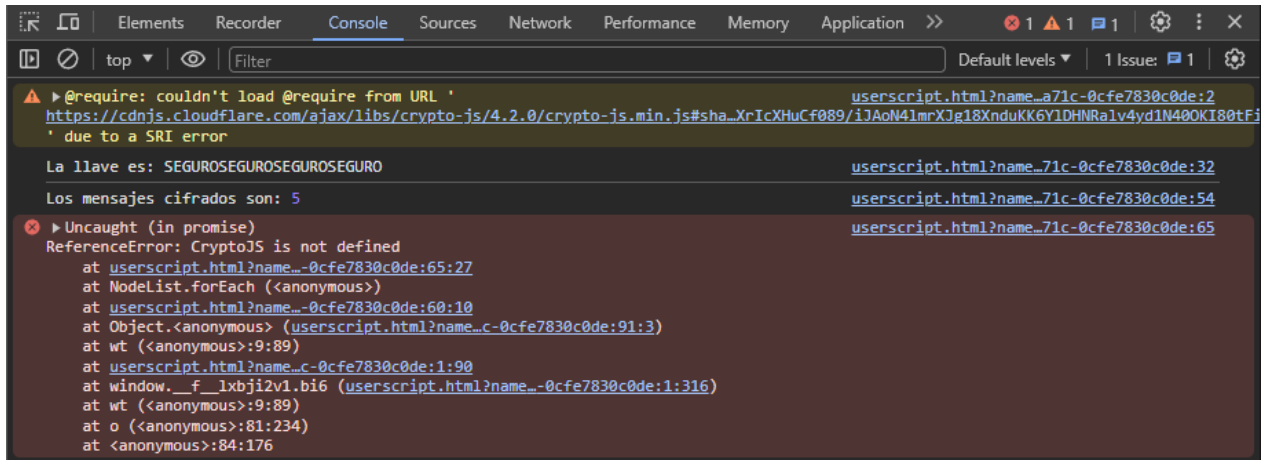 Elements Recorder Console Sources Network Performance Memory Application >> 1 1 1
top ▼ Filter Default levels ▼ 1 Issue: 1
▶@require: couldn't load @require from URL ' userscript.html?name…a71c-0cfe7830c0de:2
https://cdnjs.cloudflare.com/ajax/libs/crypto-js/4.2.0/crypto-js.min.js#sha…XrIcXHuCf089/iJAoN4lmrXJg18XnduKK6YlDHNRalv4yd1N40OKI80tFi
' due to a SRI error
La llave es: SEGUROSEGUROSEGUROSEGURO userscript.html?name…71c-0cfe7830c0de:32
Los mensajes cifrados son: 5 userscript.html?name…71c-0cfe7830c0de:54
▶Uncaught (in promise) userscript.html?name…71c-0cfe7830c0de:65
ReferenceError: CryptoJS is not defined
at userscript.html?name…-0cfe7830c0de:65:27
at NodeList.forEach (<anonymous>)
at userscript.html?name…-0cfe7830c0de:60:10
at Object.<anonymous> (userscript.html?name…c-0cfe7830c0de:91:3)
at wt (<anonymous>:9:89)
at userscript.html?name…c-0cfe7830c0de:1:90
at window.__f__lxbji2v1.bi6 (userscript.html?name…-0cfe7830c0de:1:316)
at wt (<anonymous>:9:89)
at o (<anonymous>:81:234)
at <anonymous>:84:176